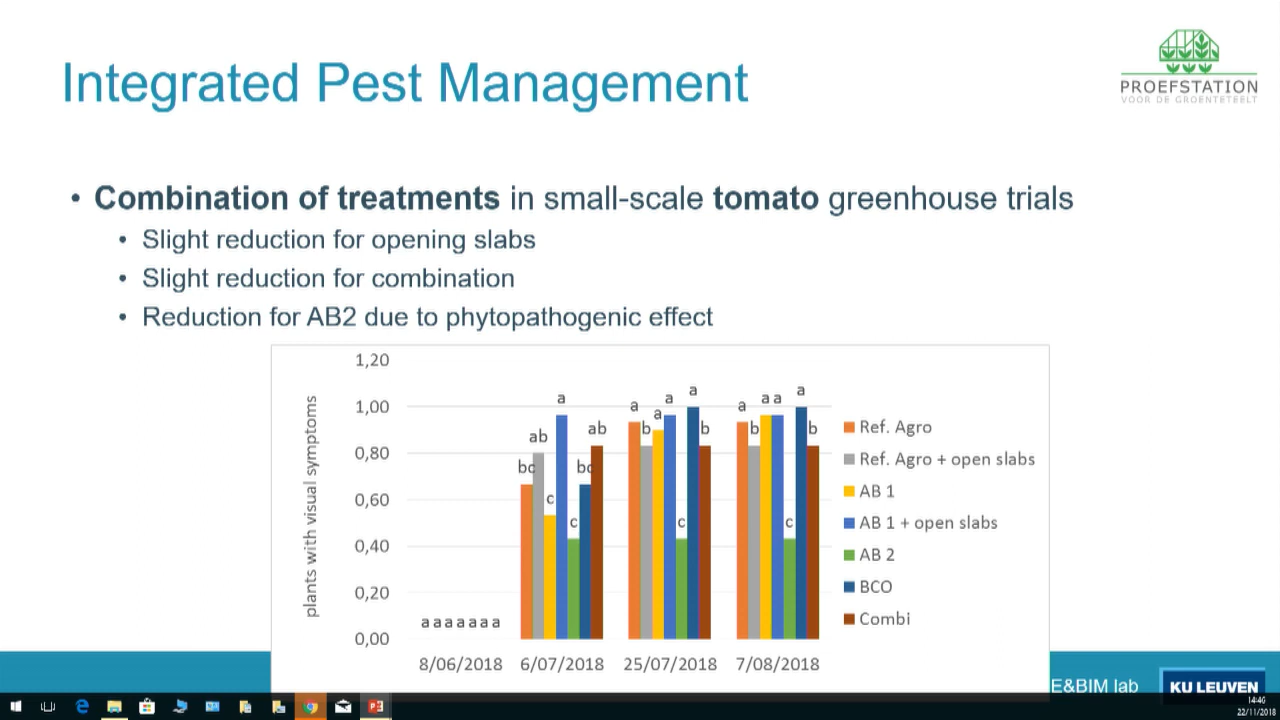 Integrated Pest Management
PROEFSTATION
VOOR DE GROENTETEELT
• Combination of treatments in small-scale tomato greenhouse trials
• Slight reduction for opening slabs
• Slight reduction for combination
• Reduction for AB2 due to phytopathogenic effect
plants with visual symptoms
1,20
1,00
0,80
0,60
0,40
0,20
0,00
a a a a a a a
bc ab c a c bc ab
a b a a c a b
a b a a c a b
8/06/2018 6/07/2018 25/07/2018 7/08/2018
Ref. Agro
Ref. Agro + open slabs
AB 1
AB 1 + open slabs
AB 2
BCO
Combi
E&BIM lab
KU LEUVEN
14:46
22/11/2018